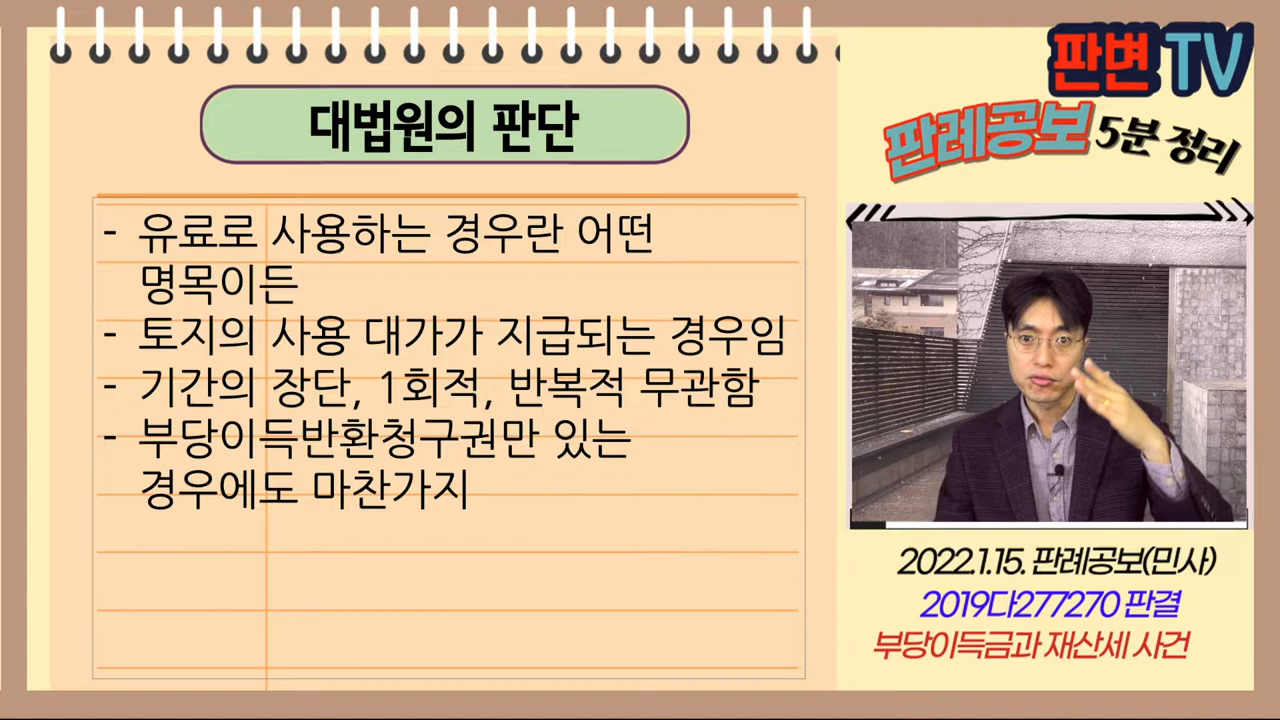 판변 TV
판례공보 5분 정리
대법원의 판단
- 유료로 사용하는 경우란 어떤
명목이든
- 토지의 사용 대가가 지급되는 경우임
- 기간의 장단, 1회적, 반복적 무관함
- 부당이득반환청구권만 있는
경우에도 마찬가지
2022.1.15. 판례공보(민사)
2019다277270 판결
부당이득금과 재산세 사건